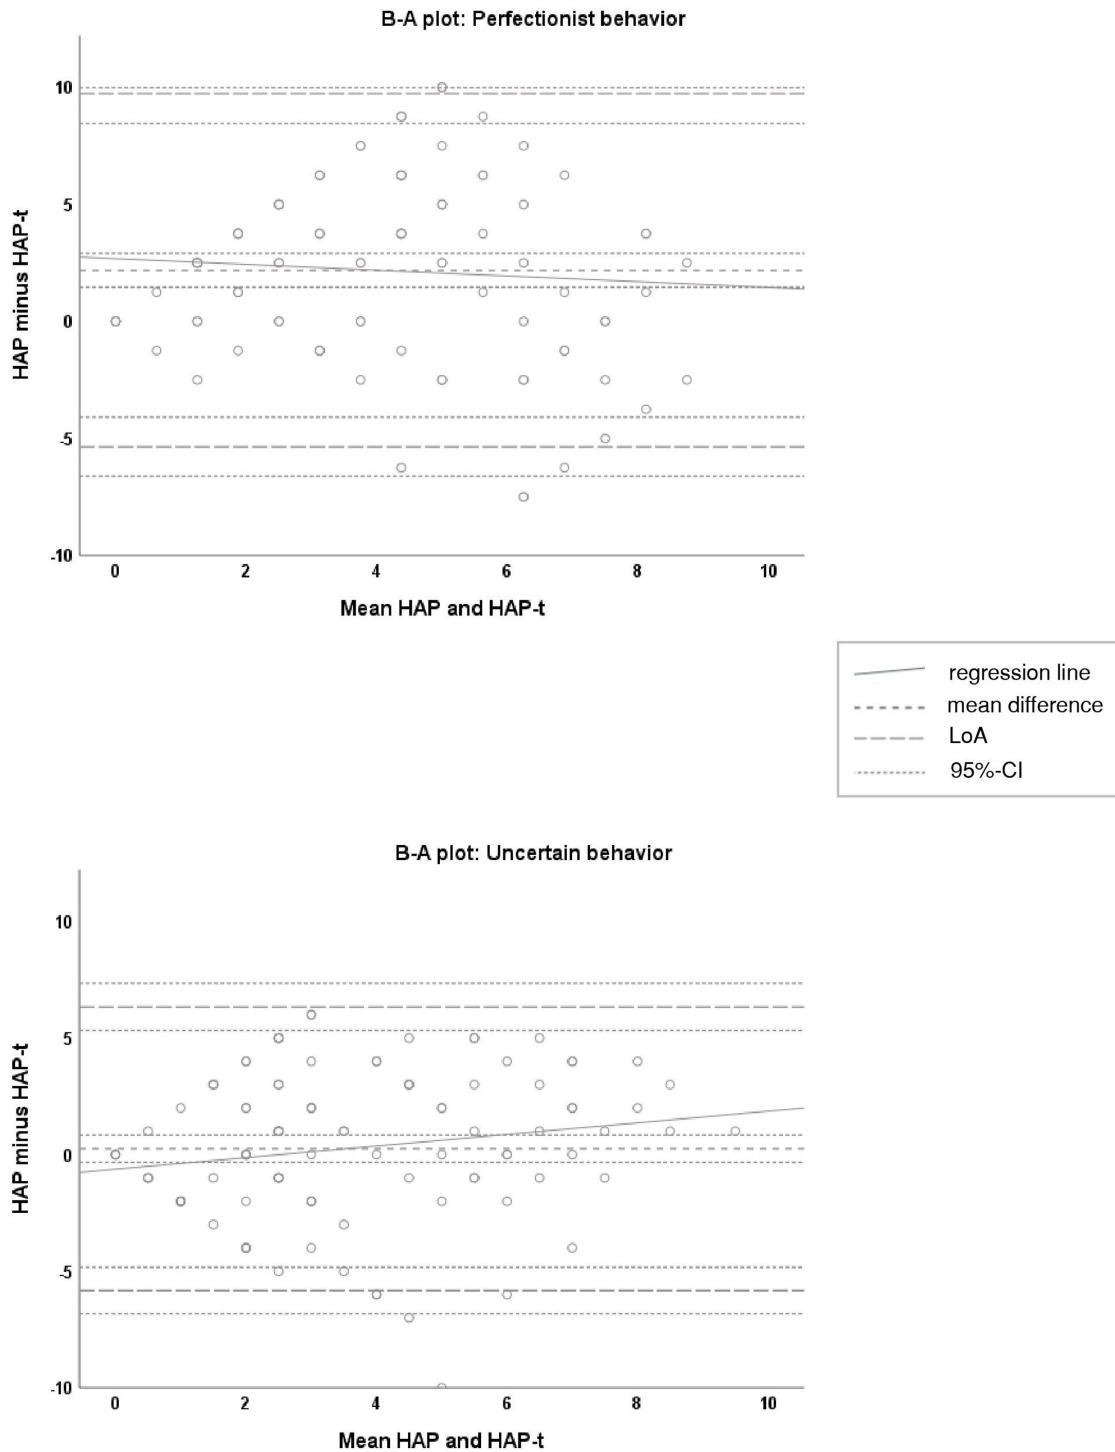 B-A plot: Perfectionist behavior
10
5
0
-5
-10
HAP minus HAP-t
0 2 4 6 8 10
Mean HAP and HAP-t
regression line
mean difference
LoA
95%-CI
B-A plot: Uncertain behavior
10
5
0
-5
-10
HAP minus HAP-t
0 2 4 6 8 10
Mean HAP and HAP-t